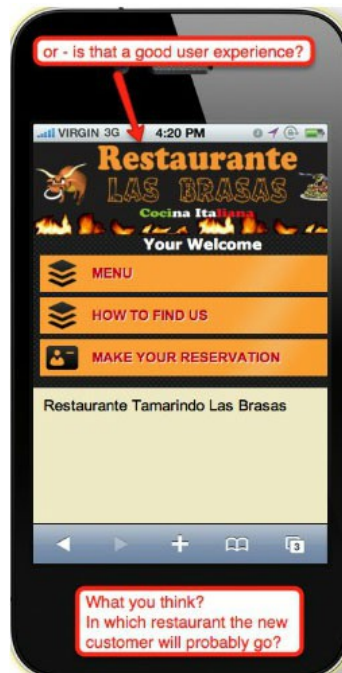 or - is that a good user experience?
VIRGIN 3G 4:20 PM
Restaurante
LAS BRASAS
Cocina Italiana
Your Welcome
MENU
HOW TO FIND US
MAKE YOUR RESERVATION
Restaurante Tamarindo Las Brasas
3
What you think?
In which restaurant the new
customer will probably go?